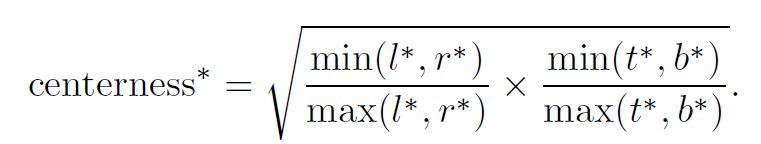 centerness* = √(min(l*, r*)/max(l*, r*) × min(t*, b*)/max(t*, b*)).